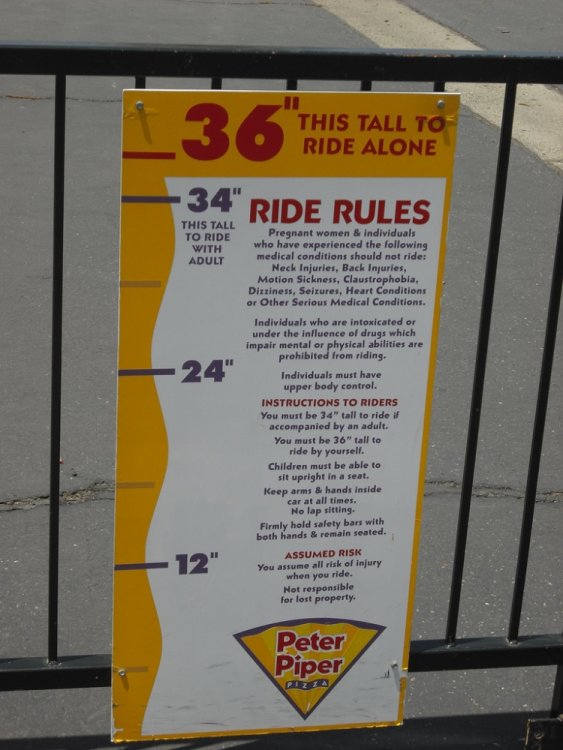 36" THIS TALL TO
RIDE ALONE
34"
THIS TALL
TO RIDE
WITH
ADULT
RIDE RULES
Pregnant women & individuals
who have experienced the following
medical conditions should not ride:
Neck Injuries, Back Injuries,
Motion Sickness, Claustrophobia,
Dizziness, Seizures, Heart Conditions
or Other Serious Medical Conditions.
Individuals who are intoxicated or
under the influence of drugs which
impair mental or physical abilities are
prohibited from riding.
24"
Individuals must have
upper body control.
INSTRUCTIONS TO RIDERS
You must be 34" tall to ride if
accompanied by an adult.
You must be 36" tall to
ride by yourself.
Children must be able to
sit upright in a seat.
Keep arms & hands inside
car at all times.
No lap sitting.
Firmly hold safety bars with
both hands & remain seated.
12"
ASSUMED RISK
You assume all risk of injury
when you ride.
Not responsible
for lost property.
Peter
Piper
PIZZA